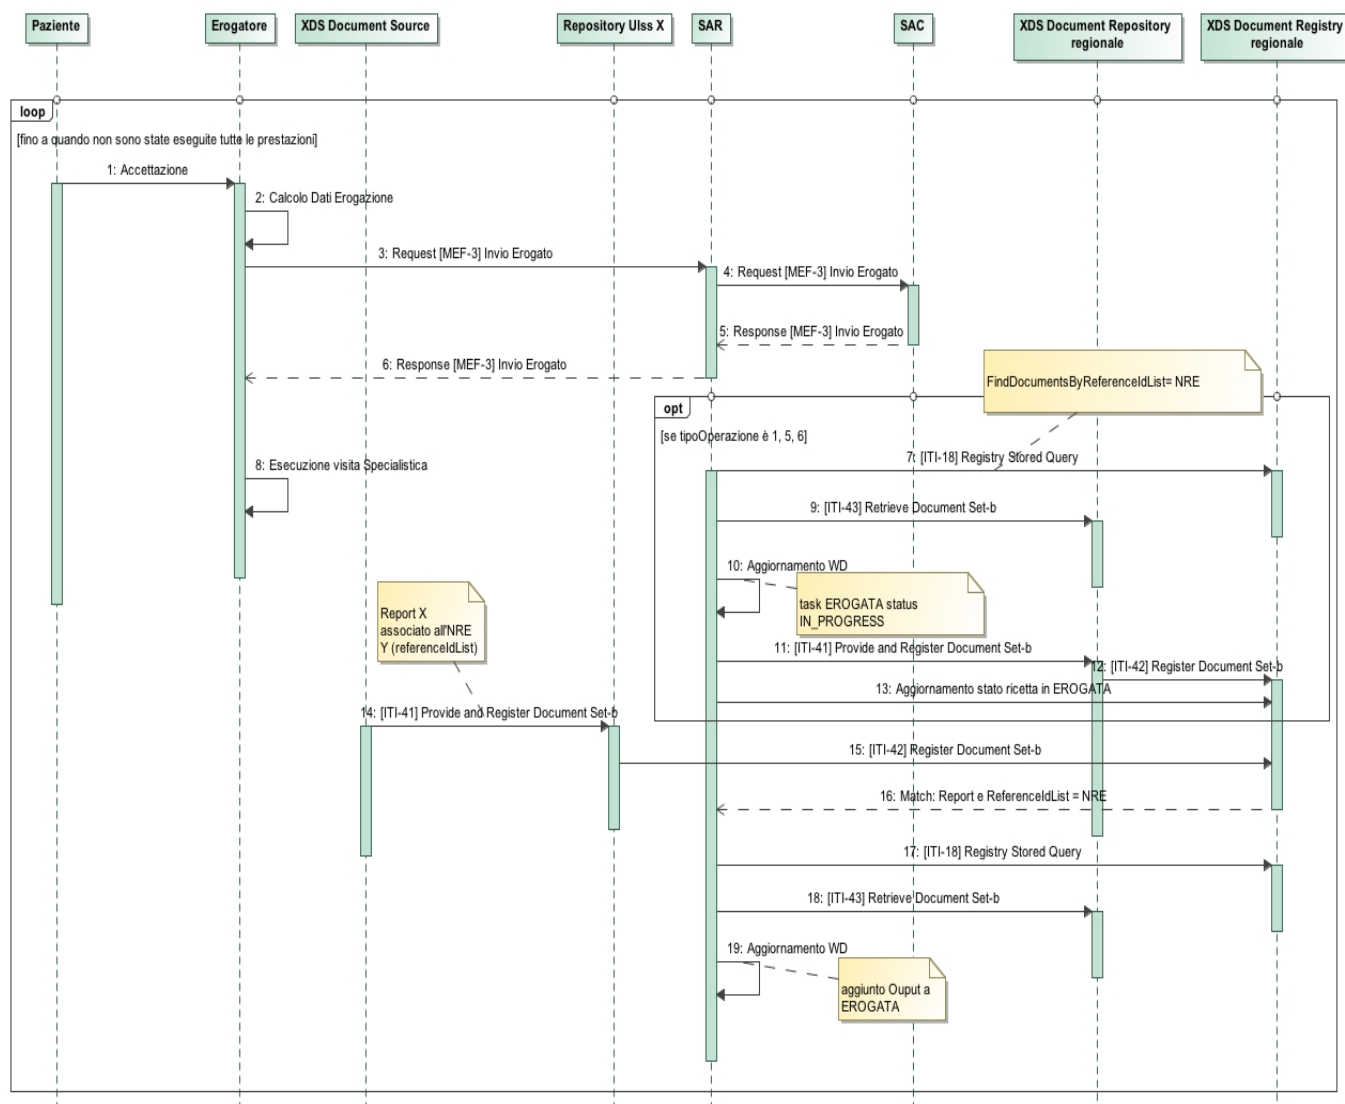 Paziente
Erogatore
XDS Document Source
Repository Ulss X
SAR
SAC
XDS Document Repository
regionale
XDS Document Registry
regionale
loop
[fino a quando non sono state eseguite tutte le prestazioni]
1: Accettazione
2: Calcolo Dati Erogazione
3: Request [MEF-3] Invio Erogato
4: Request [MEF-3] Invio Erogato
5: Response [MEF-3] Invio Erogato
6: Response [MEF-3] Invio Erogato
FindDocumentsByReferenceIdList= NRE
opt
[se tipoOperazione è 1, 5, 6]
7: [ITI-18] Registry Stored Query
8: Esecuzione visita Specialistica
9: [ITI-43] Retrieve Document Set-b
10: Aggiornamento WD
task EROGATA status
IN_PROGRESS
Report X
associato all'NRE
Y (referenceIdList)
11: [ITI-41] Provide and Register Document Set-b
12: [ITI-42] Register Document Set-b
13: Aggiornamento stato ricetta in EROGATA
14: [ITI-41] Provide and Register Document Set-b
15: [ITI-42] Register Document Set-b
16: Match: Report e ReferenceIdList = NRE
17: [ITI-18] Registry Stored Query
18: [ITI-43] Retrieve Document Set-b
19: Aggiornamento WD
aggiunto Ouput a
EROGATA